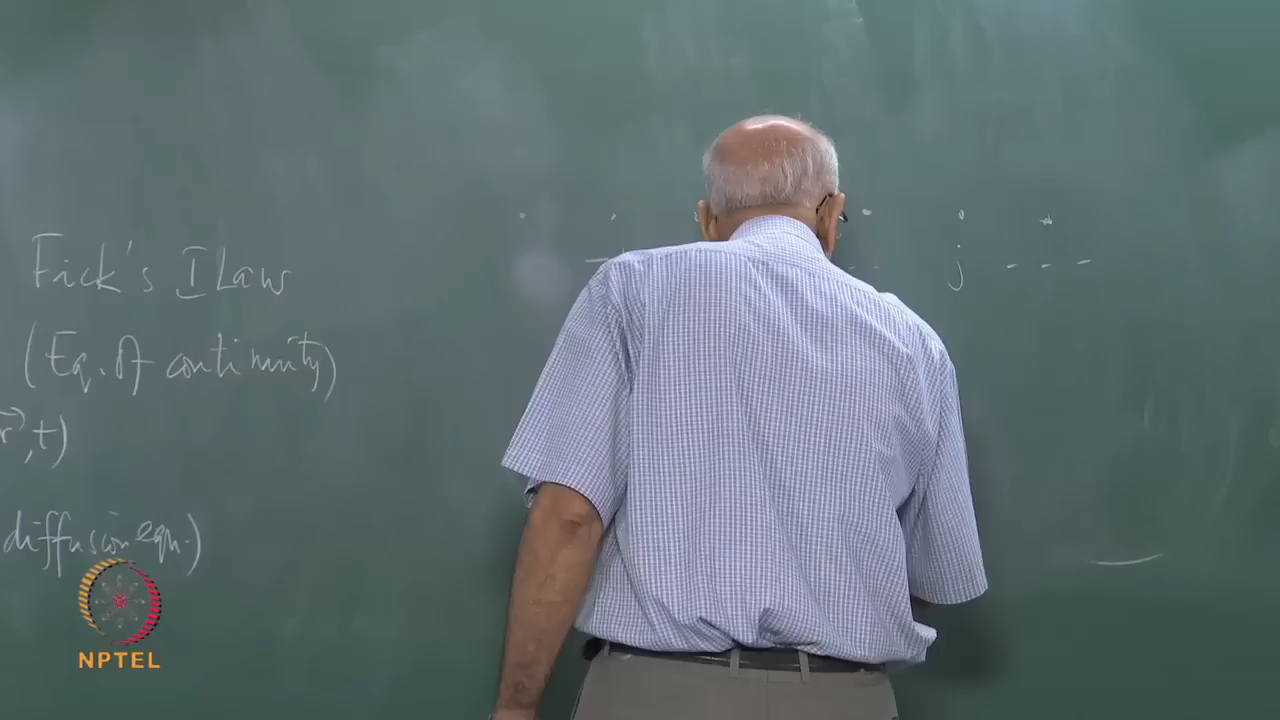 Fick's I Law
(Eq. of continuity)
r⃗,t)
diffusion eqn.)
j ---
NPTEL